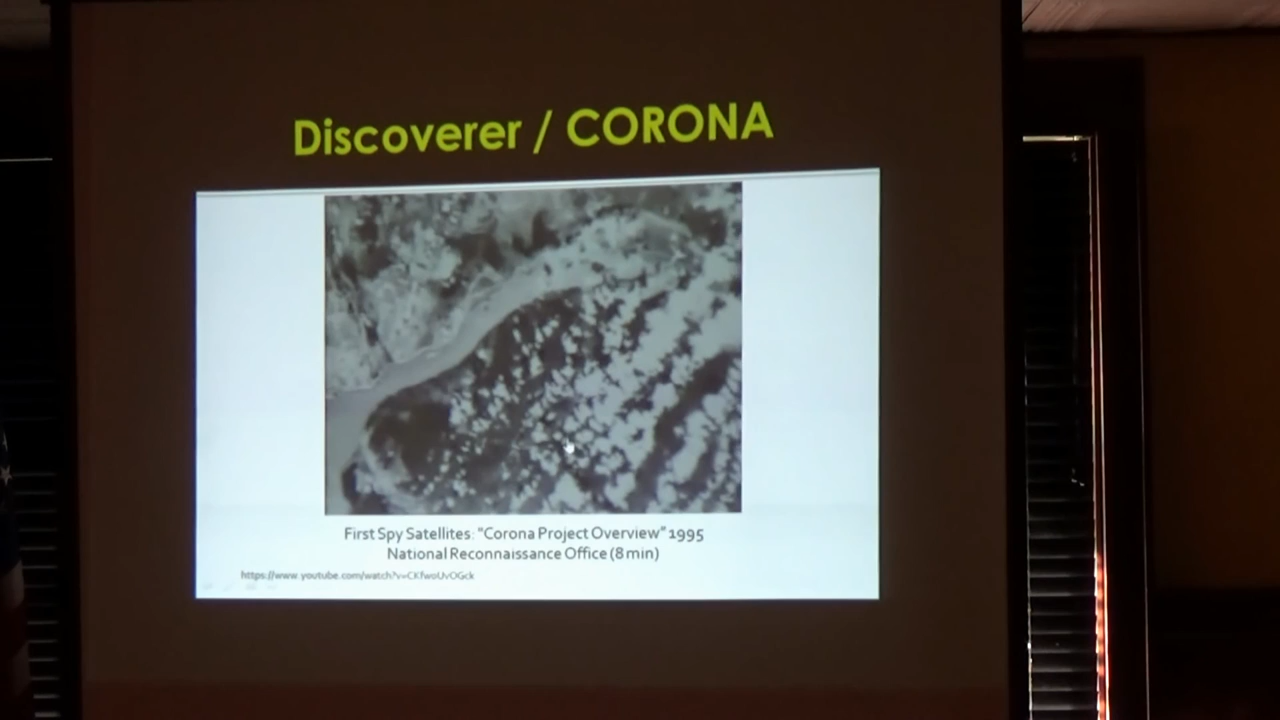 Discoverer / CORONA
First Spy Satellites: "Corona Project Overview" 1995
National Reconnaissance Office (8 min)
https://www.youtube.com/watch?v=CKfwoUvOGck